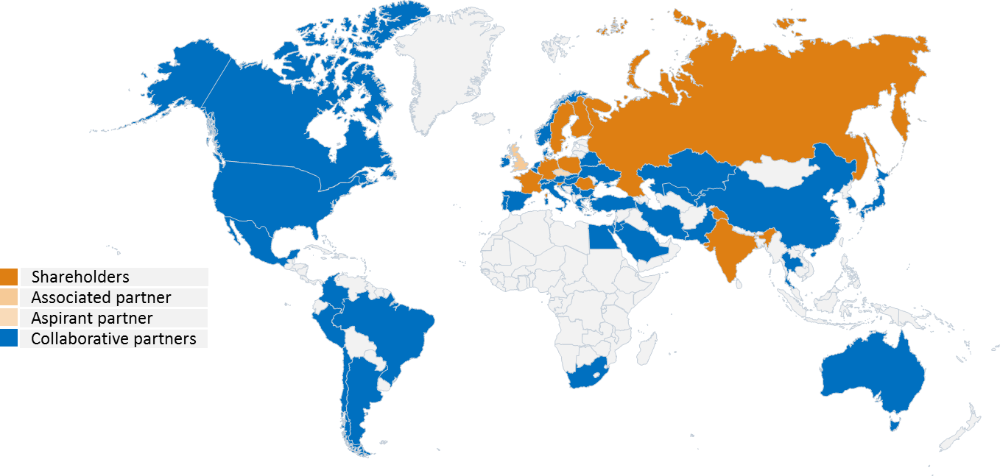 Shareholders
Associated partner
Aspirant partner
Collaborative partners